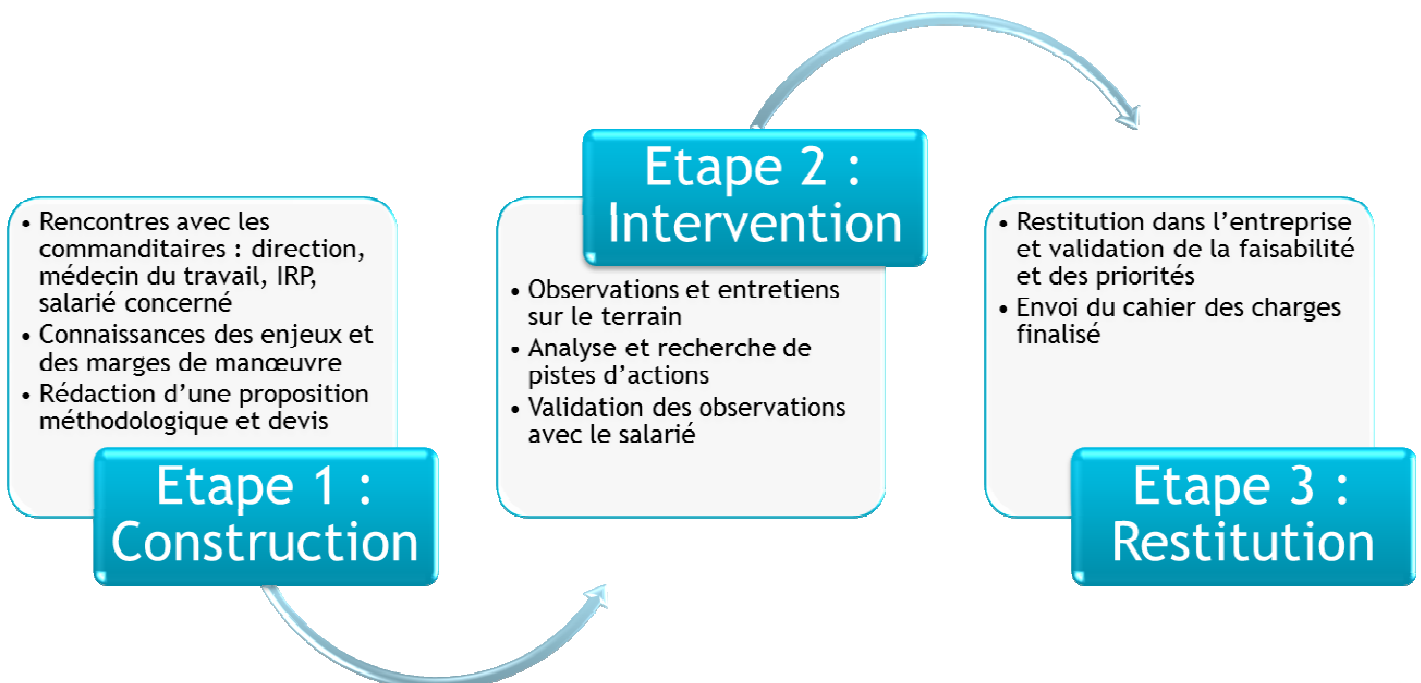 • Rencontres avec les
commanditaires : direction,
médecin du travail, IRP,
salarié concerné
• Connaissances des enjeux et
des marges de manœuvre
• Rédaction d’une proposition
méthodologique et devis
Etape 1 :
Construction
Etape 2 :
Intervention
• Observations et entretiens
sur le terrain
• Analyse et recherche de
pistes d’actions
• Validation des observations
avec le salarié
• Restitution dans l’entreprise
et validation de la faisabilité
et des priorités
• Envoi du cahier des charges
finalisé
Etape 3 :
Restitution